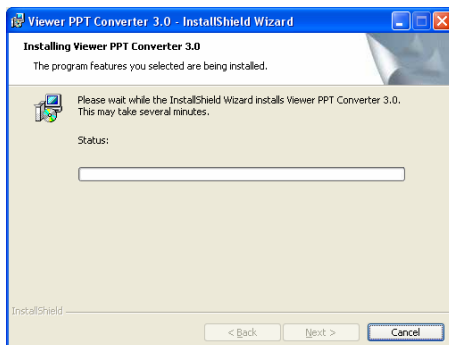 Viewer PPT Converter 3.0 - InstallShield Wizard
Installing Viewer PPT Converter 3.0
The program features you selected are being installed.
Please wait while the InstallShield Wizard installs Viewer PPT Converter 3.0.
This may take several minutes.
Status:
InstallShield
< Back
Next >
Cancel